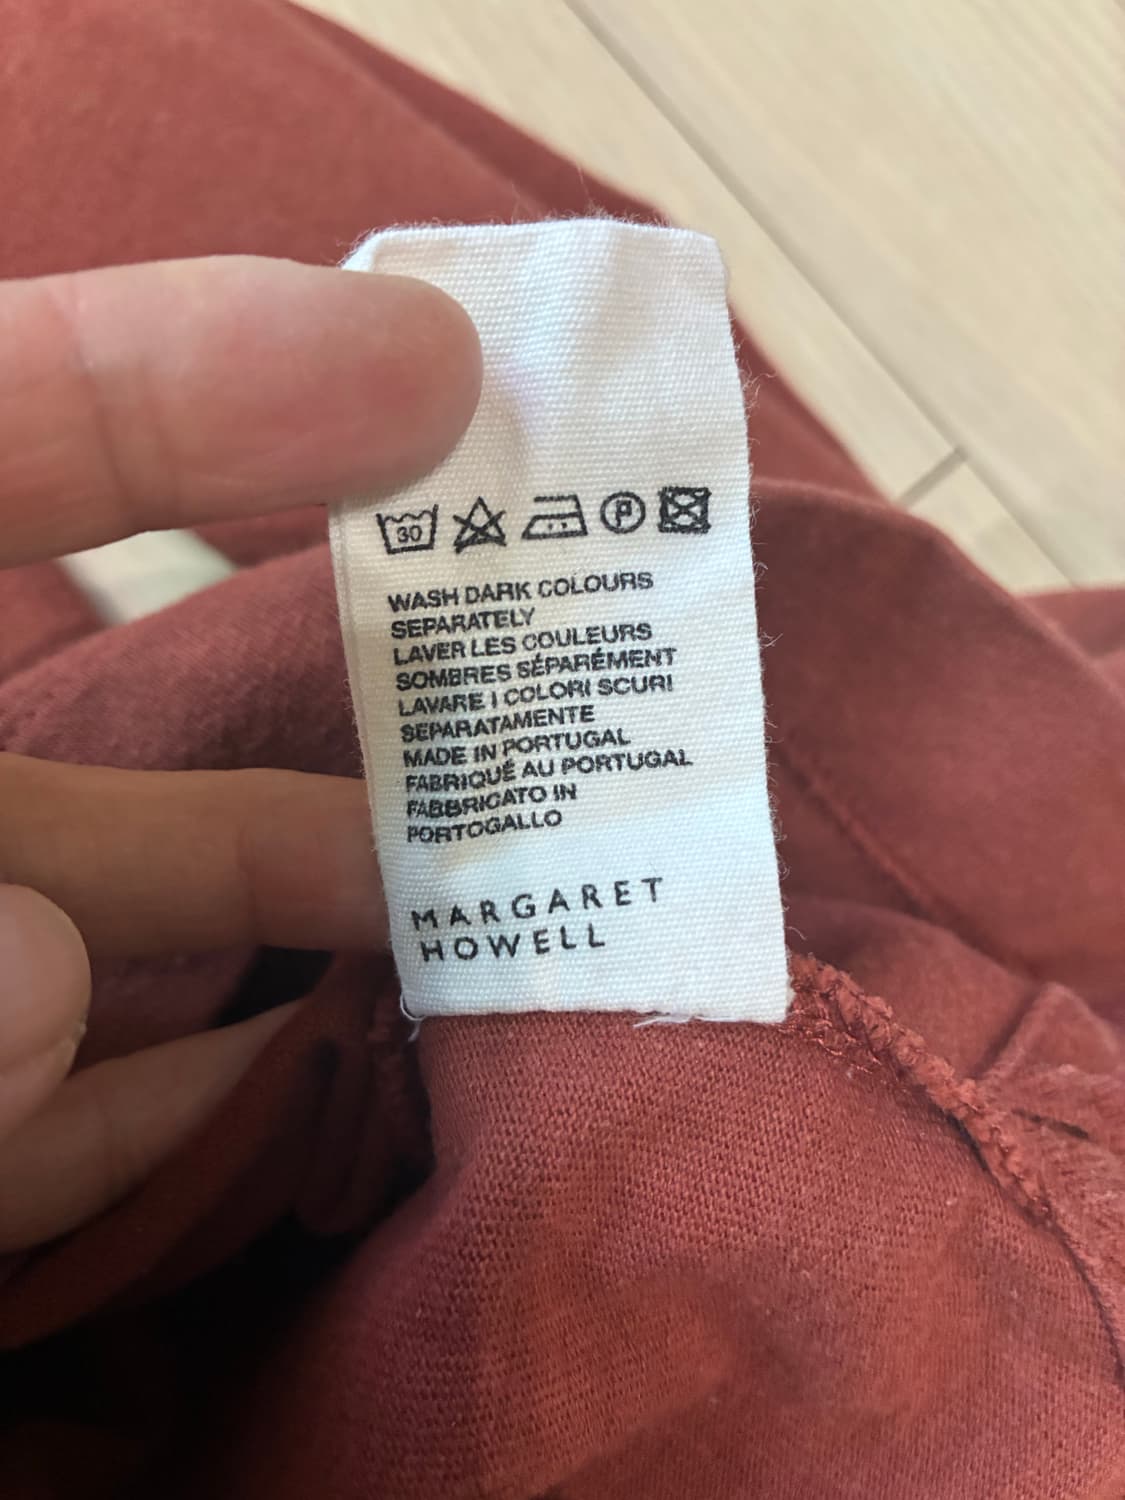 30
P
WASH DARK COLOURS
SEPARATELY
LAVER LES COULEURS
SOMBRES SÉPARÉMENT
LAVARE I COLORI SCURI
SEPARATAMENTE
MADE IN PORTUGAL
FABRIQUÉ AU PORTUGAL
FABBRICATO IN
PORTOGALLO
MARGARET
HOWELL